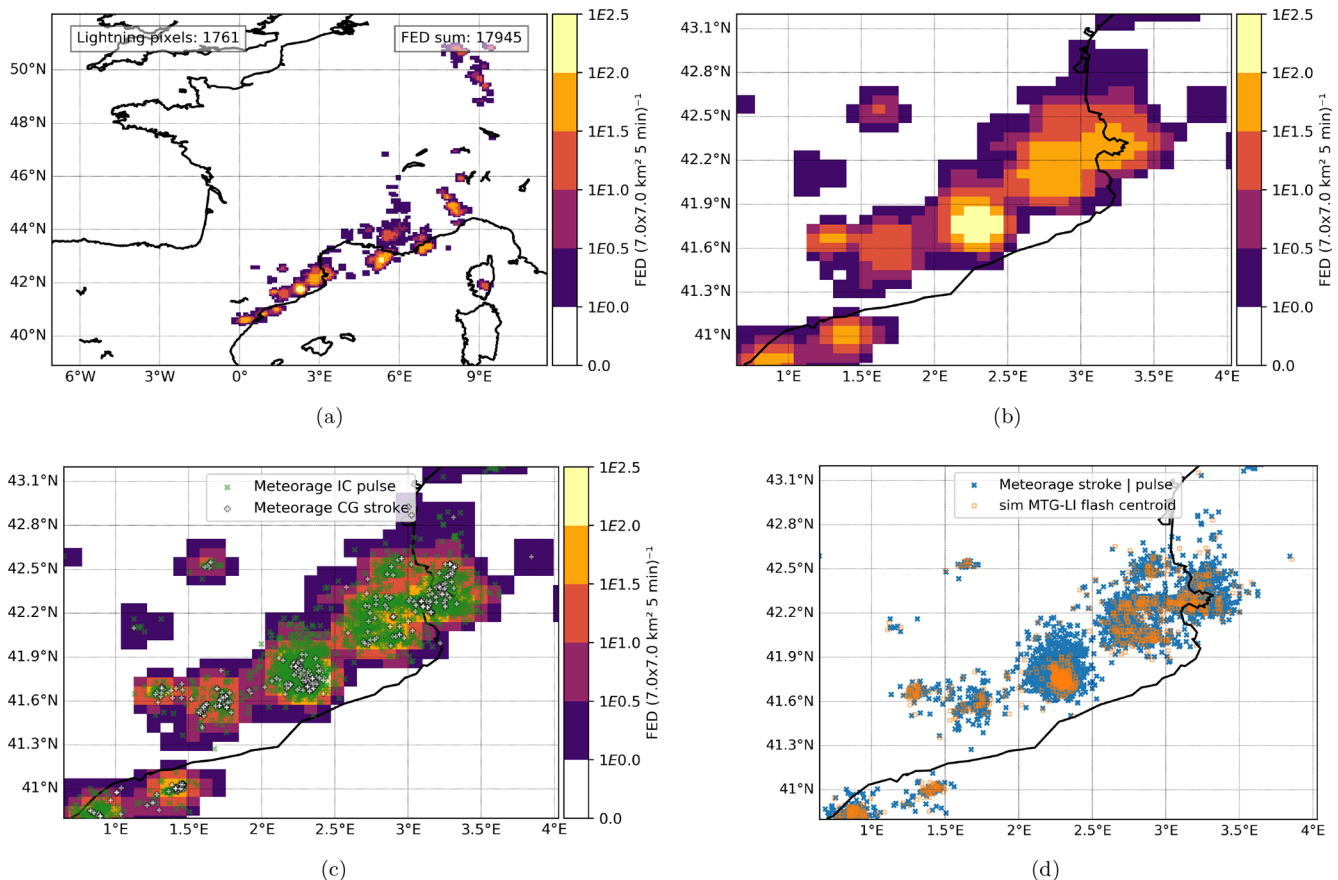 Lightning pixels: 1761
FED sum: 17945
50°N
48°N
46°N
44°N
42°N
40°N
6°W
3°W
0°
3°E
6°E
9°E
1E2.5
1E2.0
1E1.5
1E1.0
1E0.5
1E0.0
0.0
FED (7.0x7.0 km² 5 min)⁻¹
(a)
43.1°N
42.8°N
42.5°N
42.2°N
41.9°N
41.6°N
41.3°N
41°N
1°E
1.5°E
2°E
2.5°E
3°E
3.5°E
4°E
1E2.5
1E2.0
1E1.5
1E1.0
1E0.5
1E0.0
0.0
FED (7.0x7.0 km² 5 min)⁻¹
(b)
Meteorage IC pulse
Meteorage CG stroke
43.1°N
42.8°N
42.5°N
42.2°N
41.9°N
41.6°N
41.3°N
41°N
1°E
1.5°E
2°E
2.5°E
3°E
3.5°E
4°E
1E2.5
1E2.0
1E1.5
1E1.0
1E0.5
1E0.0
0.0
FED (7.0x7.0 km² 5 min)⁻¹
(c)
Meteorage stroke | pulse
sim MTG-LI flash centroid
43.1°N
42.8°N
42.5°N
42.2°N
41.9°N
41.6°N
41.3°N
41°N
1°E
1.5°E
2°E
2.5°E
3°E
3.5°E
4°E
(d)